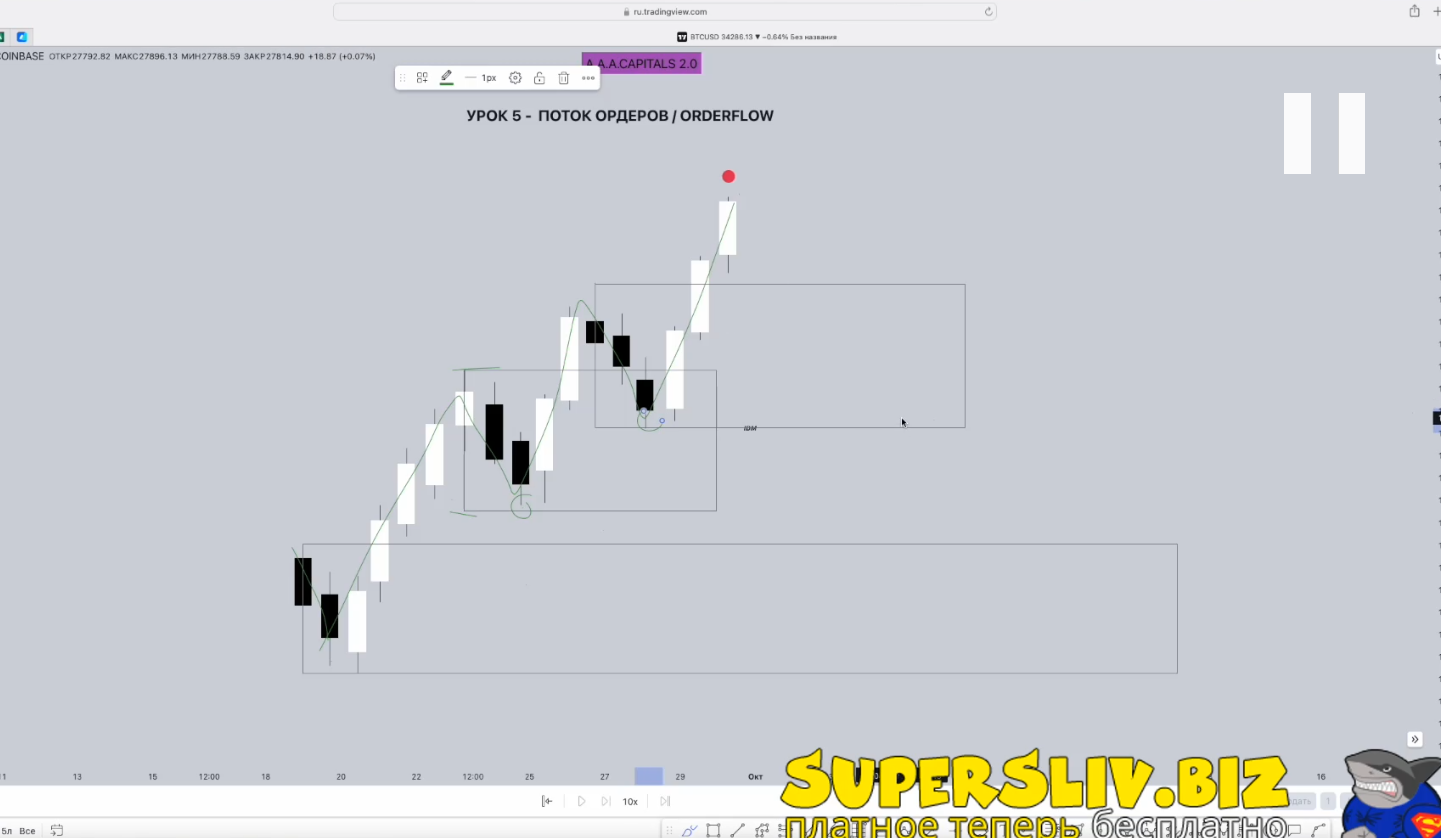 ru.tradingview.com
BTCUSD 34286.13 ▼ −0.64% Без названия
OINBASE ОТКР27792.82 МАКС27896.13 МИН27788.59 ЗАКР27814.90 +18.87 (+0.07%)
A.A.A.CAPITALS 2.0
1px
УРОК 5 - ПОТОК ОРДЕРОВ / ORDERFLOW
IDM
11 13 15 12:00 18 20 22 12:00 25 27 29 Окт 16
SUPERSLIV.BIZ
10x
платное теперь бесплатно
5л Все